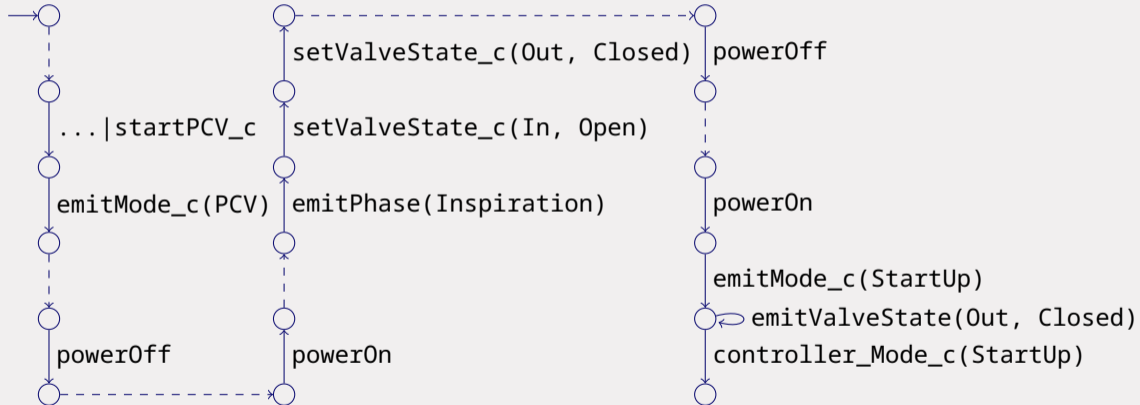 setValveState_c(Out, Closed)
powerOff
...|startPCV_c
setValveState_c(In, Open)
emitMode_c(PCV)
emitPhase(Inspiration)
powerOn
emitMode_c(StartUp)
emitValveState(Out, Closed)
powerOff
powerOn
controller_Mode_c(StartUp)